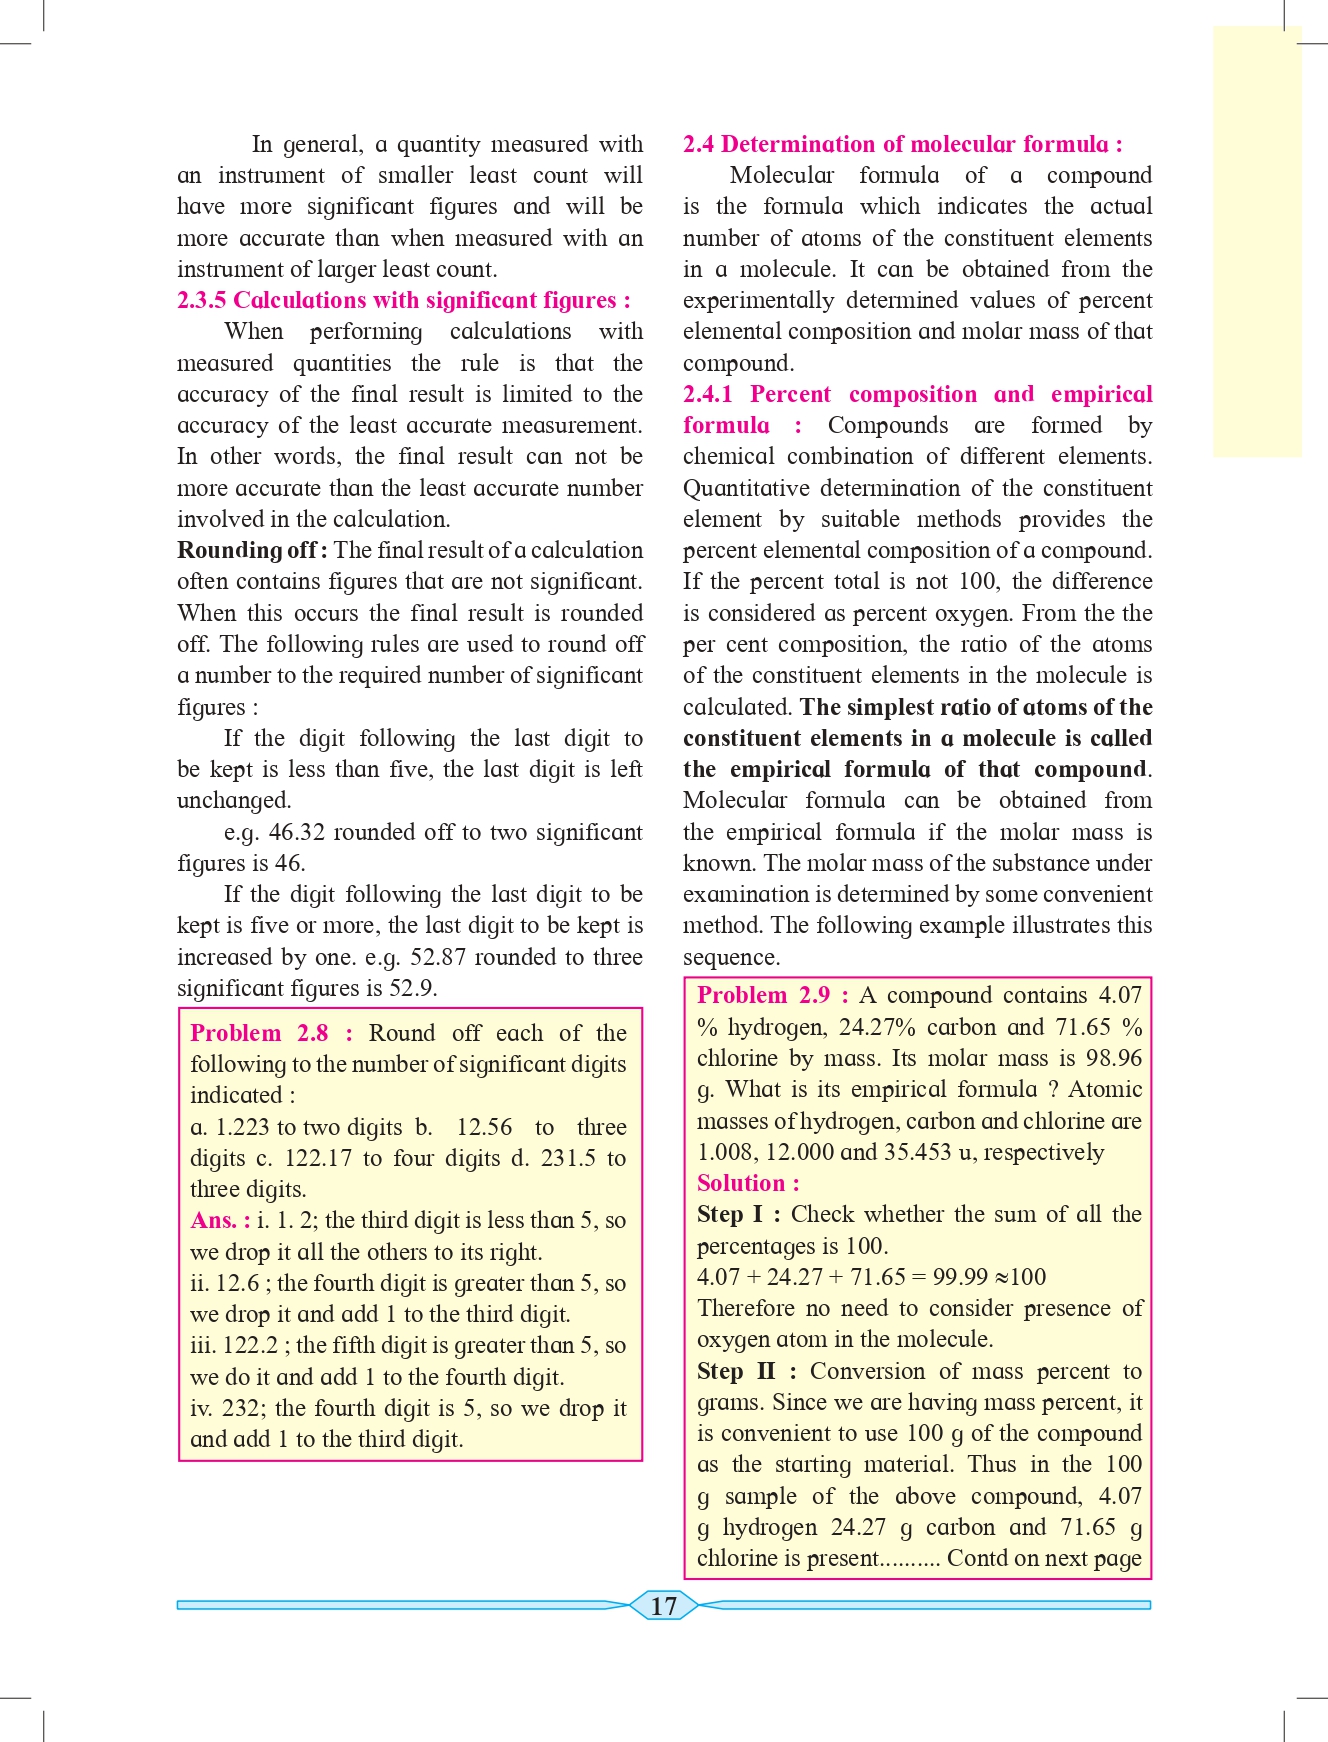 In general, a quantity measured with
an instrument of smaller least count will
have more significant figures and will be
more accurate than when measured with an
instrument of larger least count.
2.3.5 Calculations with significant figures :
When performing calculations with
measured quantities the rule is that the
accuracy of the final result is limited to the
accuracy of the least accurate measurement.
In other words, the final result can not be
more accurate than the least accurate number
involved in the calculation.
Rounding off : The final result of a calculation
often contains figures that are not significant.
When this occurs the final result is rounded
off. The following rules are used to round off
a number to the required number of significant
figures :
If the digit following the last digit to
be kept is less than five, the last digit is left
unchanged.
e.g. 46.32 rounded off to two significant
figures is 46.
If the digit following the last digit to be
kept is five or more, the last digit to be kept is
increased by one. e.g. 52.87 rounded to three
significant figures is 52.9.
Problem 2.8 : Round off each of the
following to the number of significant digits
indicated :
a. 1.223 to two digits b. 12.56 to three
digits c. 122.17 to four digits d. 231.5 to
three digits.
Ans. : i. 1. 2; the third digit is less than 5, so
we drop it all the others to its right.
ii. 12.6 ; the fourth digit is greater than 5, so
we drop it and add 1 to the third digit.
iii. 122.2 ; the fifth digit is greater than 5, so
we do it and add 1 to the fourth digit.
iv. 232; the fourth digit is 5, so we drop it
and add 1 to the third digit.
2.4 Determination of molecular formula :
Molecular formula of a compound
is the formula which indicates the actual
number of atoms of the constituent elements
in a molecule. It can be obtained from the
experimentally determined values of percent
elemental composition and molar mass of that
compound.
2.4.1 Percent composition and empirical
formula : Compounds are formed by
chemical combination of different elements.
Quantitative determination of the constituent
element by suitable methods provides the
percent elemental composition of a compound.
If the percent total is not 100, the difference
is considered as percent oxygen. From the the
per cent composition, the ratio of the atoms
of the constituent elements in the molecule is
calculated. The simplest ratio of atoms of the
constituent elements in a molecule is called
the empirical formula of that compound.
Molecular formula can be obtained from
the empirical formula if the molar mass is
known. The molar mass of the substance under
examination is determined by some convenient
method. The following example illustrates this
sequence.
Problem 2.9 : A compound contains 4.07
% hydrogen, 24.27% carbon and 71.65 %
chlorine by mass. Its molar mass is 98.96
g. What is its empirical formula ? Atomic
masses of hydrogen, carbon and chlorine are
1.008, 12.000 and 35.453 u, respectively
Solution :
Step I : Check whether the sum of all the
percentages is 100.
4.07 + 24.27 + 71.65 = 99.99 ≈100
Therefore no need to consider presence of
oxygen atom in the molecule.
Step II : Conversion of mass percent to
grams. Since we are having mass percent, it
is convenient to use 100 g of the compound
as the starting material. Thus in the 100
g sample of the above compound, 4.07
g hydrogen 24.27 g carbon and 71.65 g
chlorine is present.......... Contd on next page
17